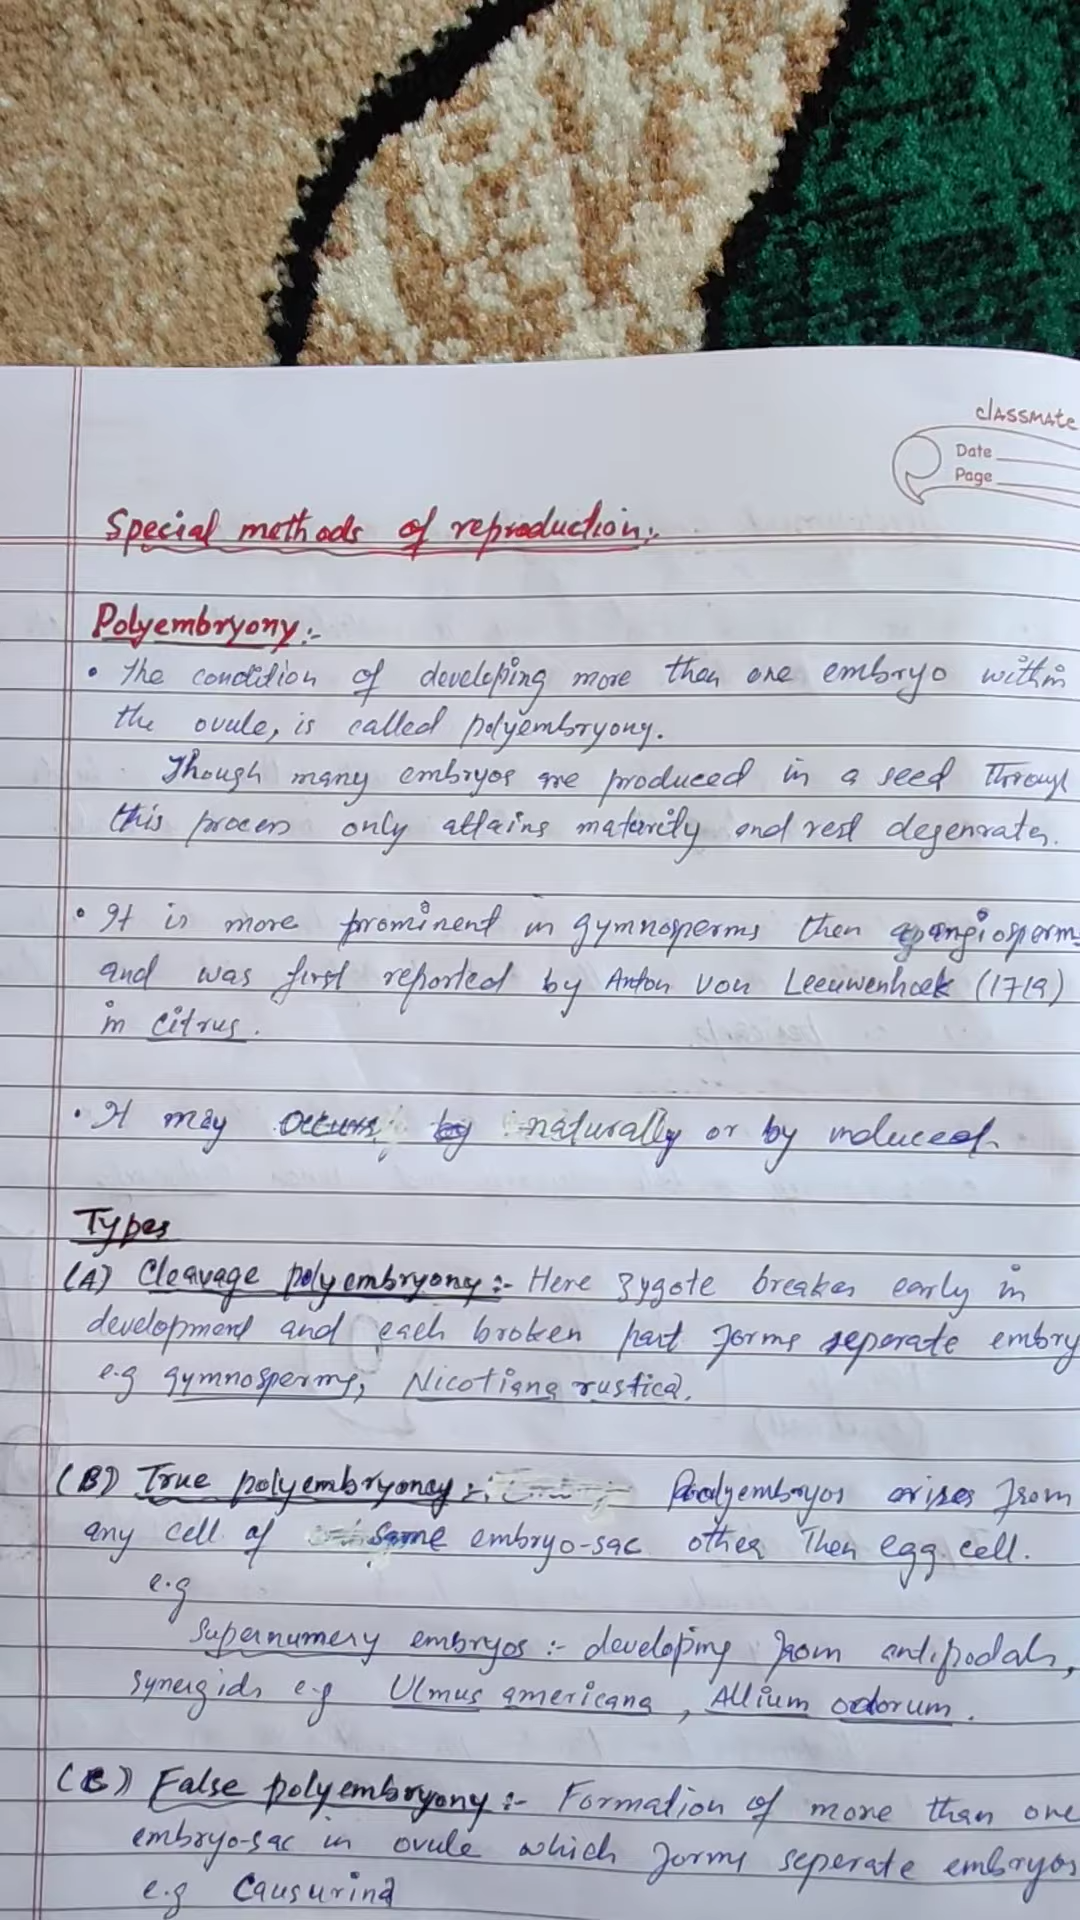 classmate
Date
Page
Special methods of reproduction:
Polyembryony:-
• The condition of developing more than one embryo within
the ovule, is called polyembryony.
Though many embryos are produced in a seed through
this process only attains maturity and rest degenrates.
• It is more prominent in gymnosperms then angiosperms
and was first reported by Anton von Leeuwenhoek (1719)
in citrus.
• It may occurs naturally or by induced.
Types
(A) Cleavage polyembryony :- Here zygote breakes early in
development and each broken part forms seperate embry
e.g gymnosperms, Nicotiana rustica.
(B) True polyembryoney :- Poolyembryos arises from
any cell of same embryo-sac other then egg cell.
e.g
Supernumery embryos :- developing from antipodals,
synergids e.g Ulmus americana, Allium odorum.
(C) False polyembryony :- Formation of more than one
embryo-sac in ovule which forms seperate embryos
e.g Causurina